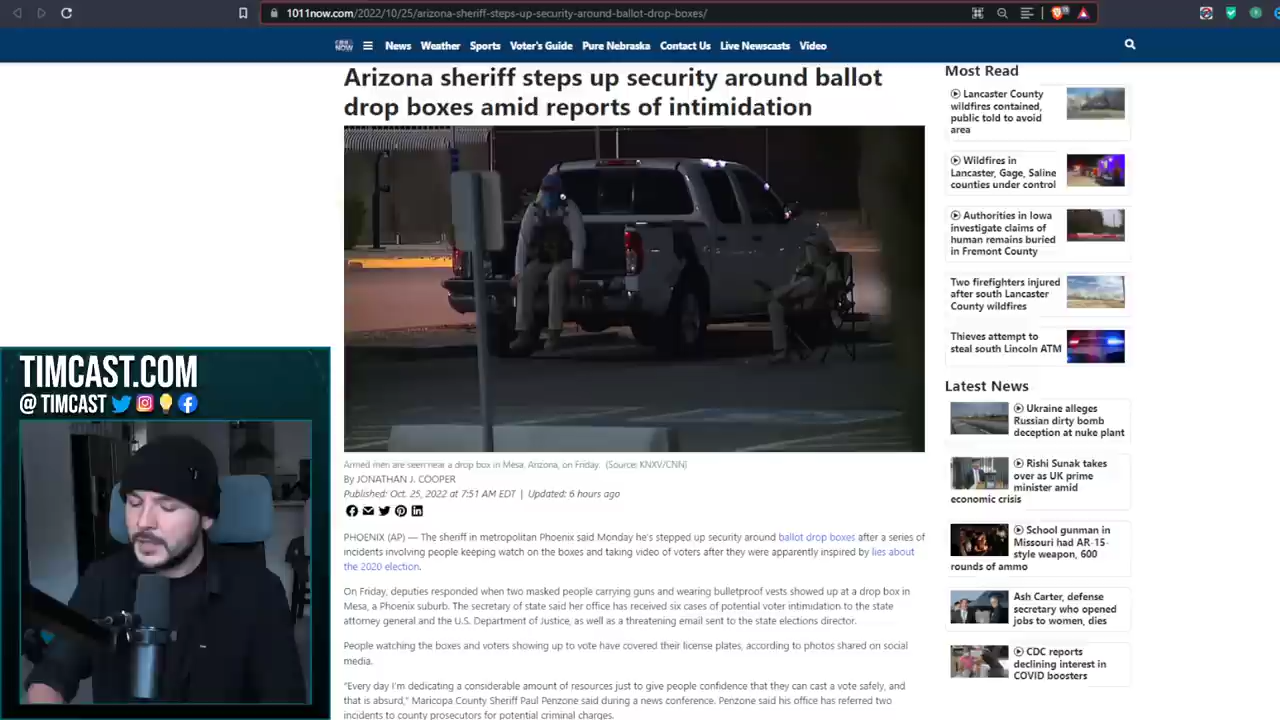 1011now.com/2022/10/25/arizona-sheriff-steps-up-security-around-ballot-drop-boxes/
NOW
News Weather Sports Voter's Guide Pure Nebraska Contact Us Live Newscasts Video
Arizona sheriff steps up security around ballot
drop boxes amid reports of intimidation
Armed men are seen near a drop box in Mesa, Arizona, on Friday. (Source: KNXV/CNN)
By JONATHAN J. COOPER
Published: Oct. 25, 2022 at 7:51 AM EDT | Updated: 6 hours ago
PHOENIX (AP) — The sheriff in metropolitan Phoenix said Monday he's stepped up security around ballot drop boxes after a series of
incidents involving people keeping watch on the boxes and taking video of voters after they were apparently inspired by lies about
the 2020 election.
On Friday, deputies responded when two masked people carrying guns and wearing bulletproof vests showed up at a drop box in
Mesa, a Phoenix suburb. The secretary of state said her office has received six cases of potential voter intimidation to the state
attorney general and the U.S. Department of Justice, as well as a threatening email sent to the state elections director.
People watching the boxes and voters showing up to vote have covered their license plates, according to photos shared on social
media.
“Every day I'm dedicating a considerable amount of resources just to give people confidence that they can cast a vote safely, and
that is absurd,” Maricopa County Sheriff Paul Penzone said during a news conference. Penzone said his office has referred two
incidents to county prosecutors for potential criminal charges.
Most Read
Lancaster County
wildfires contained,
public told to avoid
area
Wildfires in
Lancaster, Gage, Saline
counties under control
Authorities in Iowa
investigate claims of
human remains buried
in Fremont County
Two firefighters injured
after south Lancaster
County wildfires
Thieves attempt to
steal south Lincoln ATM
Latest News
Ukraine alleges
Russian dirty bomb
deception at nuke plant
Rishi Sunak takes
over as UK prime
minister amid
economic crisis
School gunman in
Missouri had AR-15-
style weapon, 600
rounds of ammo
Ash Carter, defense
secretary who opened
jobs to women, dies
CDC reports
declining interest in
COVID boosters
TIMCAST.COM
@ TIMCAST